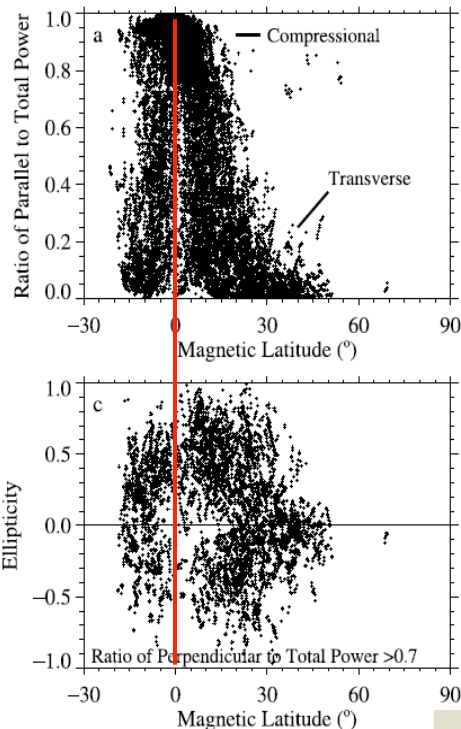 1.0
a
Compressional
0.8
0.6
0.4
Transverse
0.2
0.0
Ratio of Parallel to Total Power
−30
0
30
60
90
Magnetic Latitude (°)
1.0
c
0.5
0.0
−0.5
−1.0
Ellipticity
Ratio of Perpendicular to Total Power >0.7
−30
0
30
60
90
Magnetic Latitude (°)